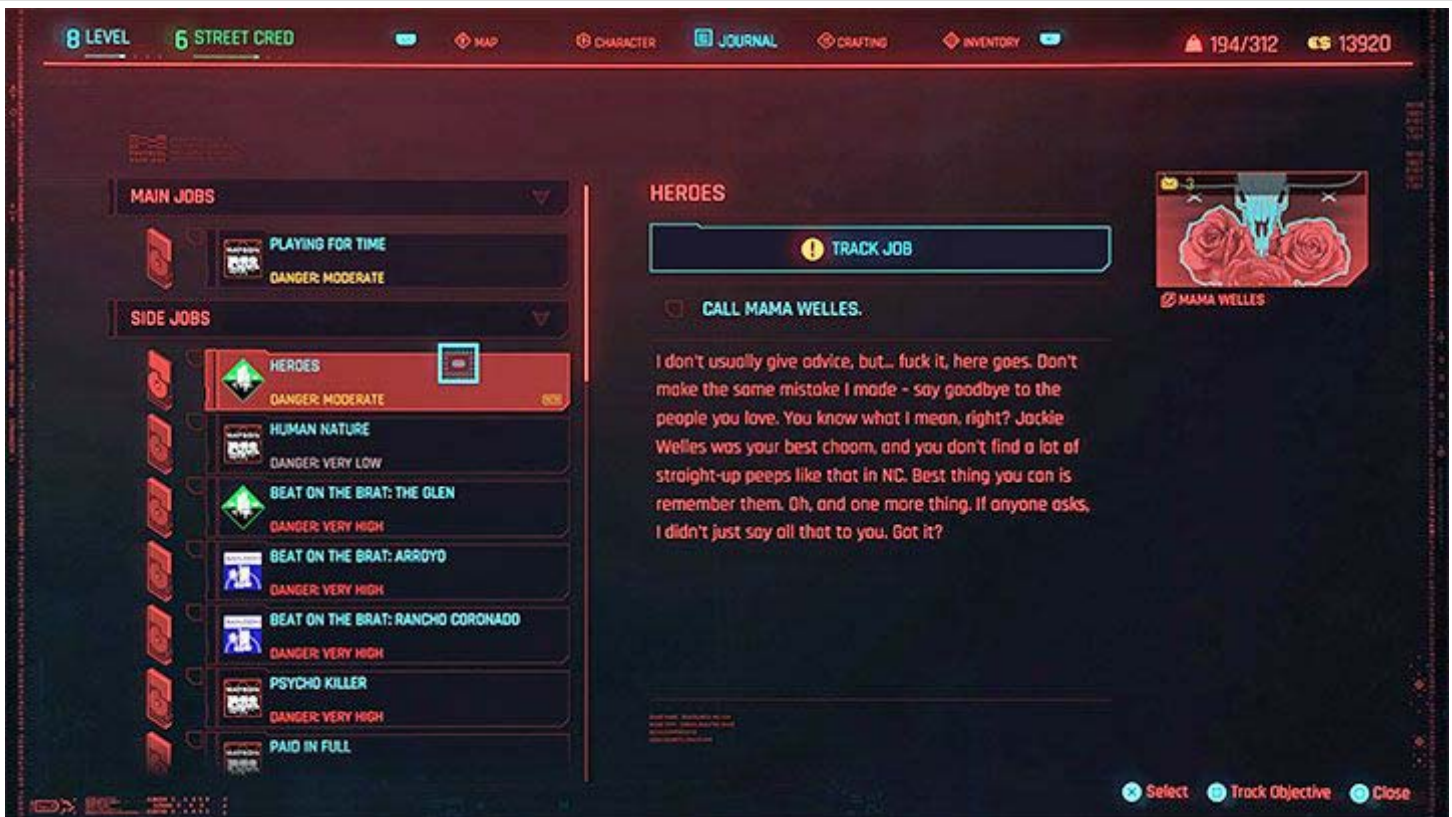 8 LEVEL
6 STREET CRED
MAP
CHARACTER
JOURNAL
CRAFTING
INVENTORY
194/312
€$ 13920
MAIN JOBS
PLAYING FOR TIME
DANGER: MODERATE
SIDE JOBS
HEROES
DANGER: MODERATE
HUMAN NATURE
DANGER: VERY LOW
BEAT ON THE BRAT: THE GLEN
DANGER: VERY HIGH
BEAT ON THE BRAT: ARROYO
DANGER: VERY HIGH
BEAT ON THE BRAT: RANCHO CORONADO
DANGER: VERY HIGH
PSYCHO KILLER
DANGER: VERY HIGH
PAID IN FULL
HEROES
TRACK JOB
CALL MAMA WELLES.
I don't usually give advice, but... fuck it, here goes. Don't
make the same mistake I made - say goodbye to the
people you love. You know what I mean, right? Jackie
Welles was your best choom, and you don't find a lot of
straight-up peeps like that in NC. Best thing you can is
remember them. Oh, and one more thing. If anyone asks,
I didn't just say all that to you. Got it?
3
MAMA WELLES
Select
Track Objective
Close